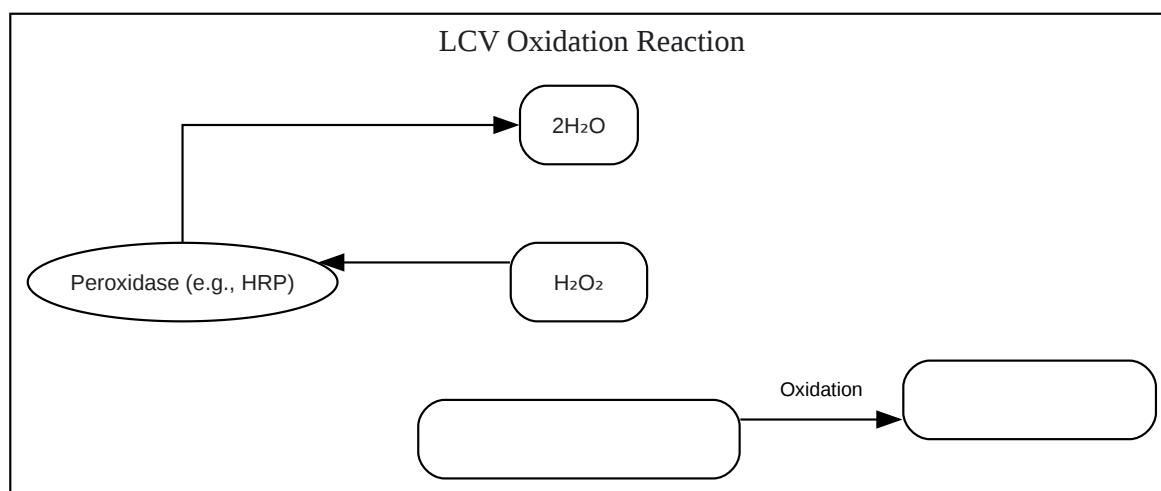 LCV Oxidation Reaction
2H₂O
Peroxidase (e.g., HRP)
H₂O₂
Oxidation